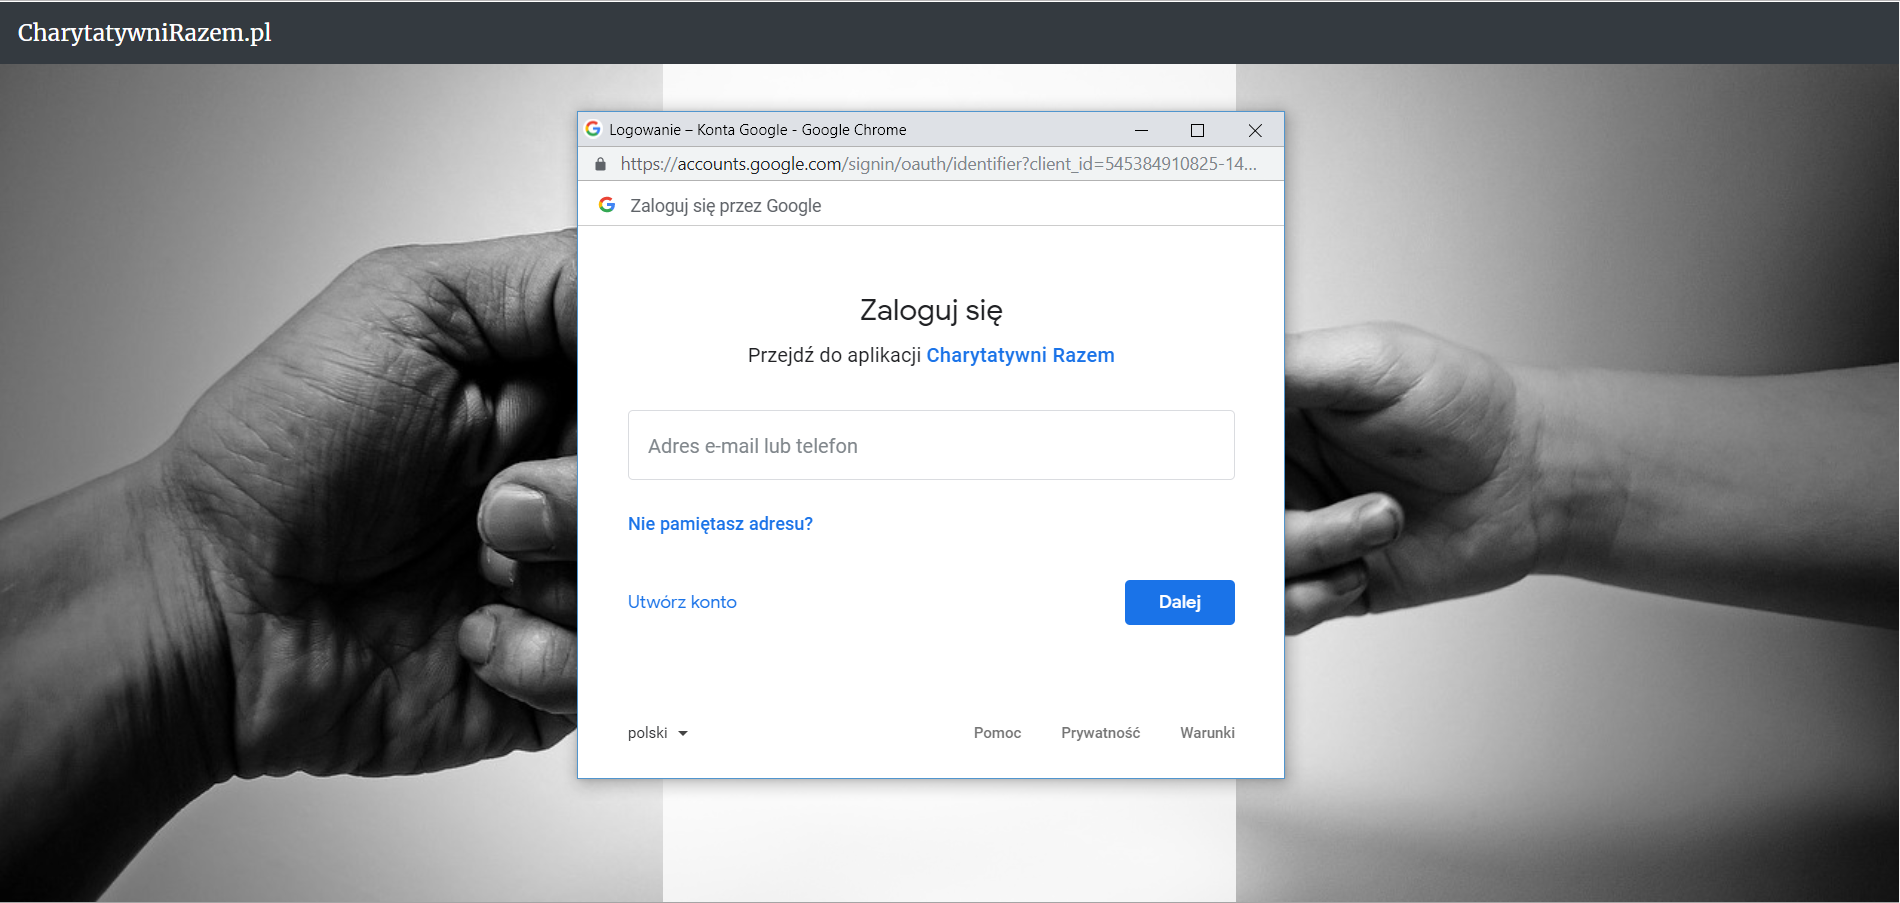 CharytatywniRazem.pl
Logowanie – Konta Google - Google Chrome
https://accounts.google.com/signin/oauth/identifier?client_id=545384910825-14...
Zaloguj się przez Google
Zaloguj się
Przejdź do aplikacji Charytatywni Razem
Adres e-mail lub telefon
Nie pamiętasz adresu?
Utwórz konto
Dalej
polski
Pomoc Prywatność Warunki